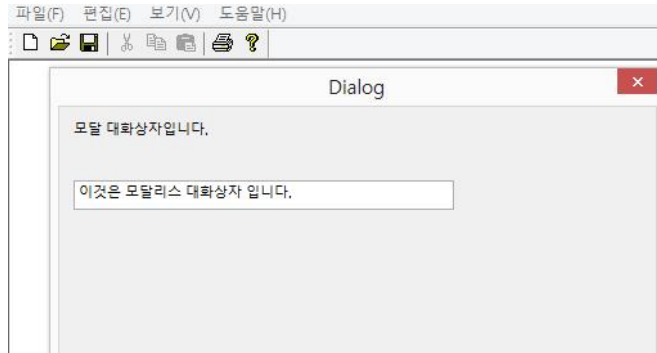 파일(F) 편집(E) 보기(V) 도움말(H)
Dialog
모달 대화상자입니다.
이것은 모달리스 대화상자 입니다.